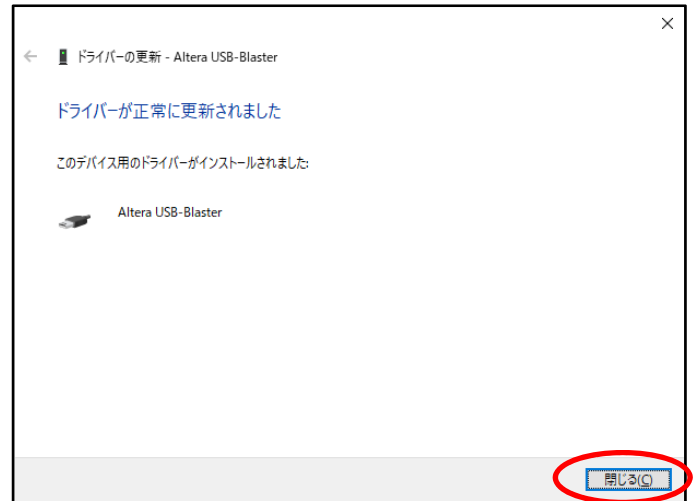 ドライバーの更新 - Altera USB-Blaster
ドライバーが正常に更新されました
このデバイス用のドライバーがインストールされました:
Altera USB-Blaster
閉じる(C)